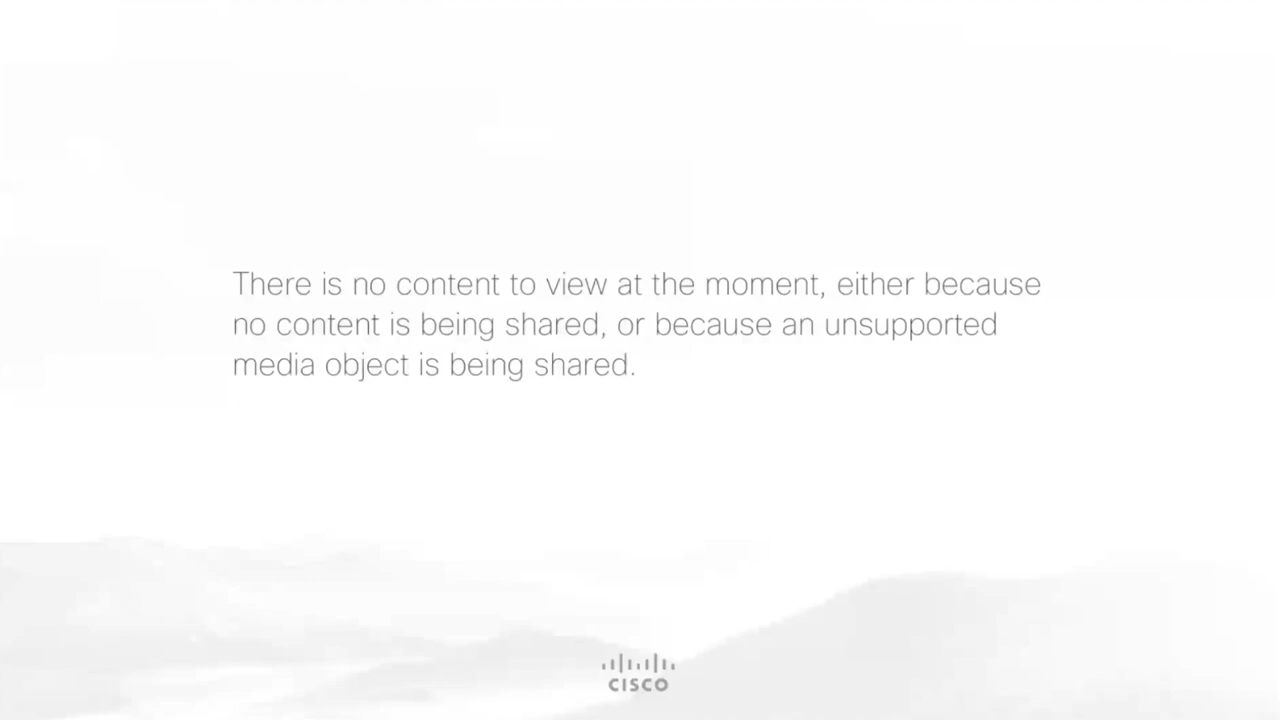 There is no content to view at the moment, either because
no content is being shared, or because an unsupported
media object is being shared.
CISCO